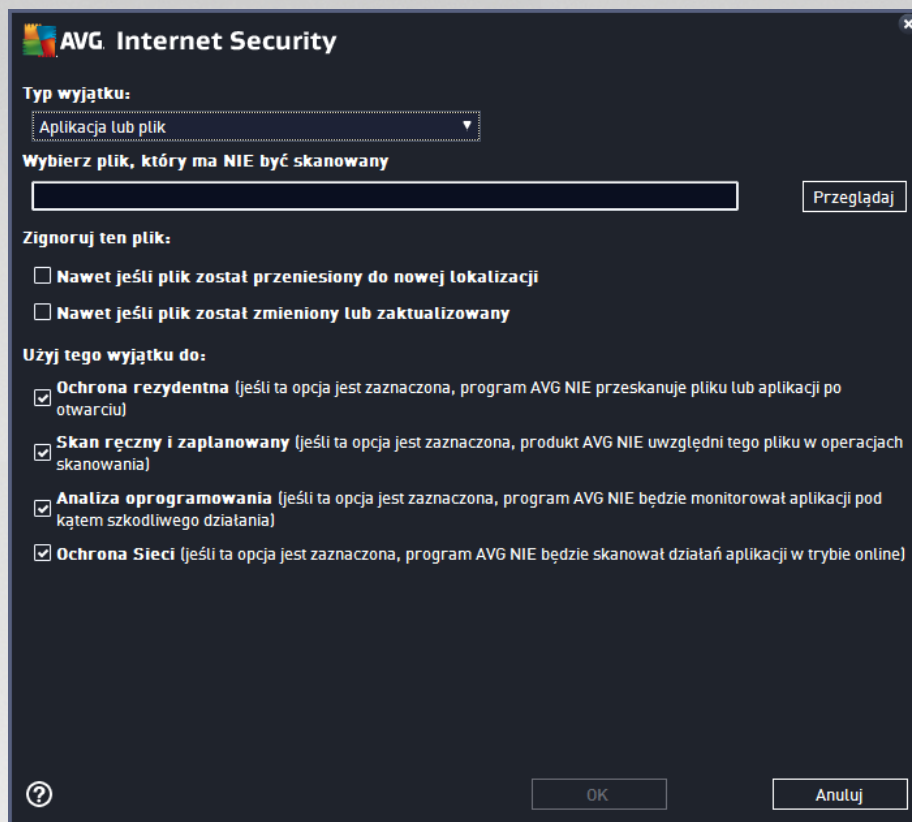 AVG Internet Security
Typ wyjątku:
Aplikacja lub plik
Wybierz plik, który ma NIE być skanowany
Przeglądaj
Zignoruj ten plik:
Nawet jeśli plik został przeniesiony do nowej lokalizacji
Nawet jeśli plik został zmieniony lub zaktualizowany
Użyj tego wyjątku do:
Ochrona rezydentna (jeśli ta opcja jest zaznaczona, program AVG NIE przeskanuje pliku lub aplikacji po
otwarciu)
Skan ręczny i zaplanowany (jeśli ta opcja jest zaznaczona, produkt AVG NIE uwzględni tego pliku w operacjach
skanowania)
Analiza oprogramowania (jeśli ta opcja jest zaznaczona, program AVG NIE będzie monitorował aplikacji pod
kątem szkodliwego działania)
Ochrona Sieci (jeśli ta opcja jest zaznaczona, program AVG NIE będzie skanował działań aplikacji w trybie online)
?
OK
Anuluj